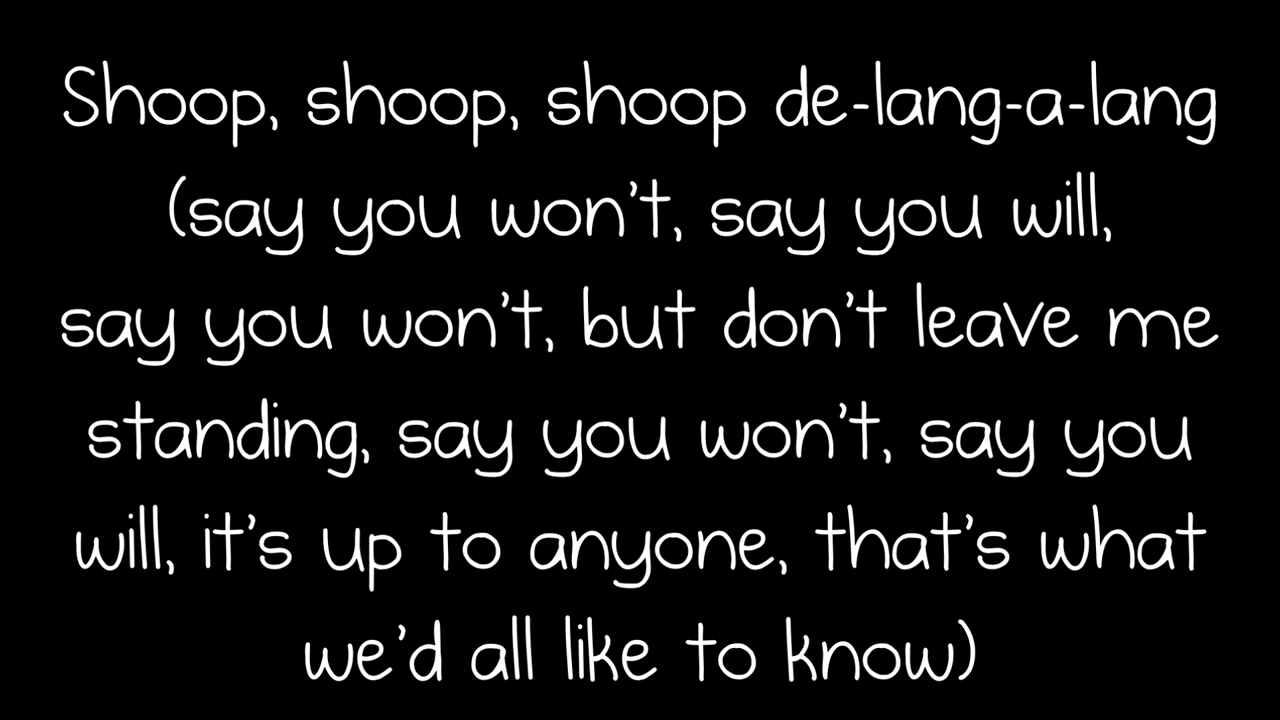 Shoop, shoop, shoop de-lang-a-lang
(say you won't, say you will,
say you won't, but don't leave me
standing, say you won't, say you
will, it's up to anyone, that's what
we'd all like to know)